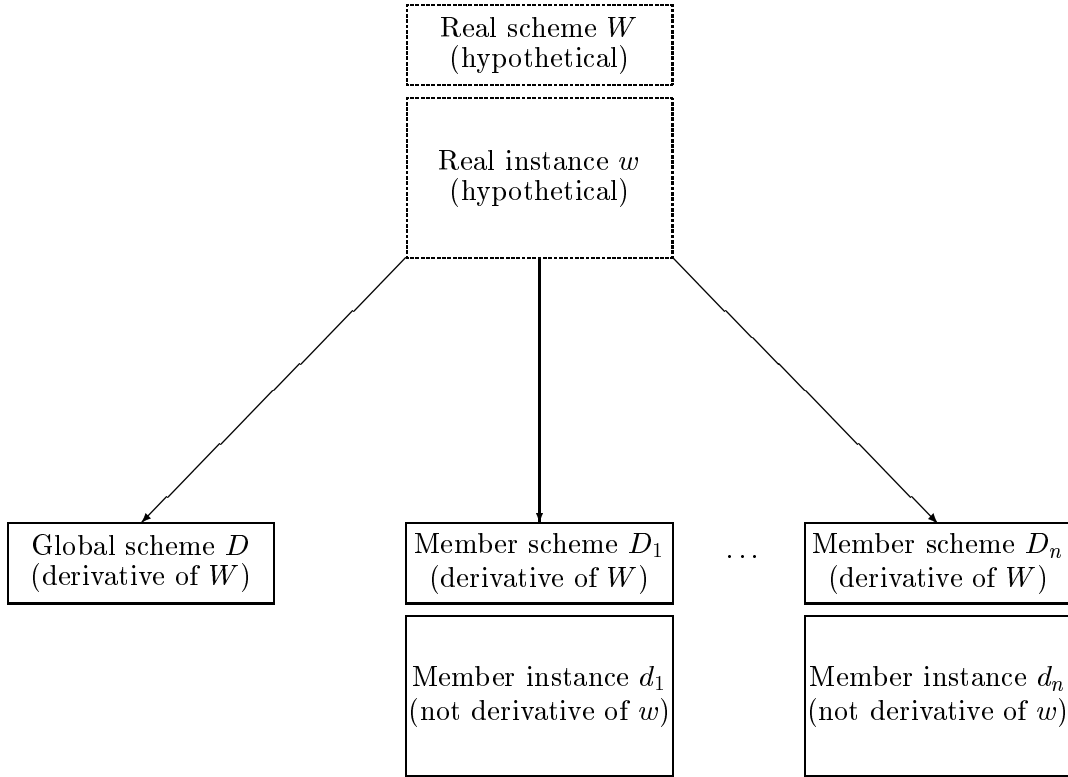 Real scheme W
(hypothetical)
Real instance w
(hypothetical)
Global scheme D
(derivative of W)
Member scheme D₁
(derivative of W)
...
Member scheme Dₙ
(derivative of W)
Member instance d₁
(not derivative of w)
Member instance dₙ
(not derivative of w)